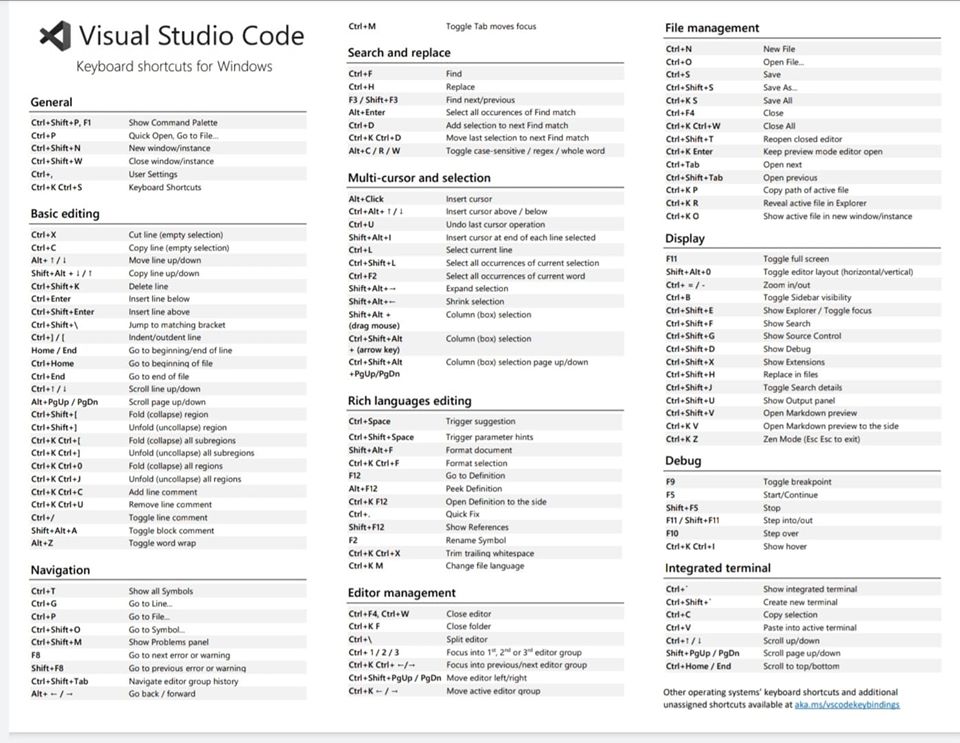 Visual Studio Code
Keyboard shortcuts for Windows
General
Ctrl+Shift+P, F1 Show Command Palette
Ctrl+P Quick Open, Go to File...
Ctrl+Shift+N New window/instance
Ctrl+Shift+W Close window/instance
Ctrl+, User Settings
Ctrl+K Ctrl+S Keyboard Shortcuts
Basic editing
Ctrl+X Cut line (empty selection)
Ctrl+C Copy line (empty selection)
Alt+ ↑ / ↓ Move line up/down
Shift+Alt + ↓ / ↑ Copy line up/down
Ctrl+Shift+K Delete line
Ctrl+Enter Insert line below
Ctrl+Shift+Enter Insert line above
Ctrl+Shift+\ Jump to matching bracket
Ctrl+] / [ Indent/outdent line
Home / End Go to beginning/end of line
Ctrl+Home Go to beginning of file
Ctrl+End Go to end of file
Ctrl+↑ / ↓ Scroll line up/down
Alt+PgUp / PgDn Scroll page up/down
Ctrl+Shift+[ Fold (collapse) region
Ctrl+Shift+] Unfold (uncollapse) region
Ctrl+K Ctrl+[ Fold (collapse) all subregions
Ctrl+K Ctrl+] Unfold (uncollapse) all subregions
Ctrl+K Ctrl+0 Fold (collapse) all regions
Ctrl+K Ctrl+J Unfold (uncollapse) all regions
Ctrl+K Ctrl+C Add line comment
Ctrl+K Ctrl+U Remove line comment
Ctrl+/ Toggle line comment
Shift+Alt+A Toggle block comment
Alt+Z Toggle word wrap
Navigation
Ctrl+T Show all Symbols
Ctrl+G Go to Line...
Ctrl+P Go to File...
Ctrl+Shift+O Go to Symbol...
Ctrl+Shift+M Show Problems panel
F8 Go to next error or warning
Shift+F8 Go to previous error or warning
Ctrl+Shift+Tab Navigate editor group history
Alt+ ← / → Go back / forward
Ctrl+M Toggle Tab moves focus
Search and replace
Ctrl+F Find
Ctrl+H Replace
F3 / Shift+F3 Find next/previous
Alt+Enter Select all occurences of Find match
Ctrl+D Add selection to next Find match
Ctrl+K Ctrl+D Move last selection to next Find match
Alt+C / R / W Toggle case-sensitive / regex / whole word
Multi-cursor and selection
Alt+Click Insert cursor
Ctrl+Alt+ ↑ / ↓ Insert cursor above / below
Ctrl+U Undo last cursor operation
Shift+Alt+I Insert cursor at end of each line selected
Ctrl+L Select current line
Ctrl+Shift+L Select all occurrences of current selection
Ctrl+F2 Select all occurrences of current word
Shift+Alt+→ Expand selection
Shift+Alt+← Shrink selection
Shift+Alt + Column (box) selection
(drag mouse)
Ctrl+Shift+Alt Column (box) selection
+ (arrow key)
Ctrl+Shift+Alt Column (box) selection page up/down
+PgUp/PgDn
Rich languages editing
Ctrl+Space Trigger suggestion
Ctrl+Shift+Space Trigger parameter hints
Shift+Alt+F Format document
Ctrl+K Ctrl+F Format selection
F12 Go to Definition
Alt+F12 Peek Definition
Ctrl+K F12 Open Definition to the side
Ctrl+. Quick Fix
Shift+F12 Show References
F2 Rename Symbol
Ctrl+K Ctrl+X Trim trailing whitespace
Ctrl+K M Change file language
Editor management
Ctrl+F4, Ctrl+W Close editor
Ctrl+K F Close folder
Ctrl+\ Split editor
Ctrl+ 1 / 2 / 3 Focus into 1st, 2nd or 3rd editor group
Ctrl+K Ctrl+ ←/→ Focus into previous/next editor group
Ctrl+Shift+PgUp / PgDn Move editor left/right
Ctrl+K ← / → Move active editor group
File management
Ctrl+N New File
Ctrl+O Open File...
Ctrl+S Save
Ctrl+Shift+S Save As...
Ctrl+K S Save All
Ctrl+F4 Close
Ctrl+K Ctrl+W Close All
Ctrl+Shift+T Reopen closed editor
Ctrl+K Enter Keep preview mode editor open
Ctrl+Tab Open next
Ctrl+Shift+Tab Open previous
Ctrl+K P Copy path of active file
Ctrl+K R Reveal active file in Explorer
Ctrl+K O Show active file in new window/instance
Display
F11 Toggle full screen
Shift+Alt+0 Toggle editor layout (horizontal/vertical)
Ctrl+ = / - Zoom in/out
Ctrl+B Toggle Sidebar visibility
Ctrl+Shift+E Show Explorer / Toggle focus
Ctrl+Shift+F Show Search
Ctrl+Shift+G Show Source Control
Ctrl+Shift+D Show Debug
Ctrl+Shift+X Show Extensions
Ctrl+Shift+H Replace in files
Ctrl+Shift+J Toggle Search details
Ctrl+Shift+U Show Output panel
Ctrl+Shift+V Open Markdown preview
Ctrl+K V Open Markdown preview to the side
Ctrl+K Z Zen Mode (Esc Esc to exit)
Debug
F9 Toggle breakpoint
F5 Start/Continue
Shift+F5 Stop
F11 / Shift+F11 Step into/out
F10 Step over
Ctrl+K Ctrl+I Show hover
Integrated terminal
Ctrl+` Show integrated terminal
Ctrl+Shift+` Create new terminal
Ctrl+C Copy selection
Ctrl+V Paste into active terminal
Ctrl+↑ / ↓ Scroll up/down
Shift+PgUp / PgDn Scroll page up/down
Ctrl+Home / End Scroll to top/bottom
Other operating systems' keyboard shortcuts and additional
unassigned shortcuts available at aka.ms/vscodekeybindings